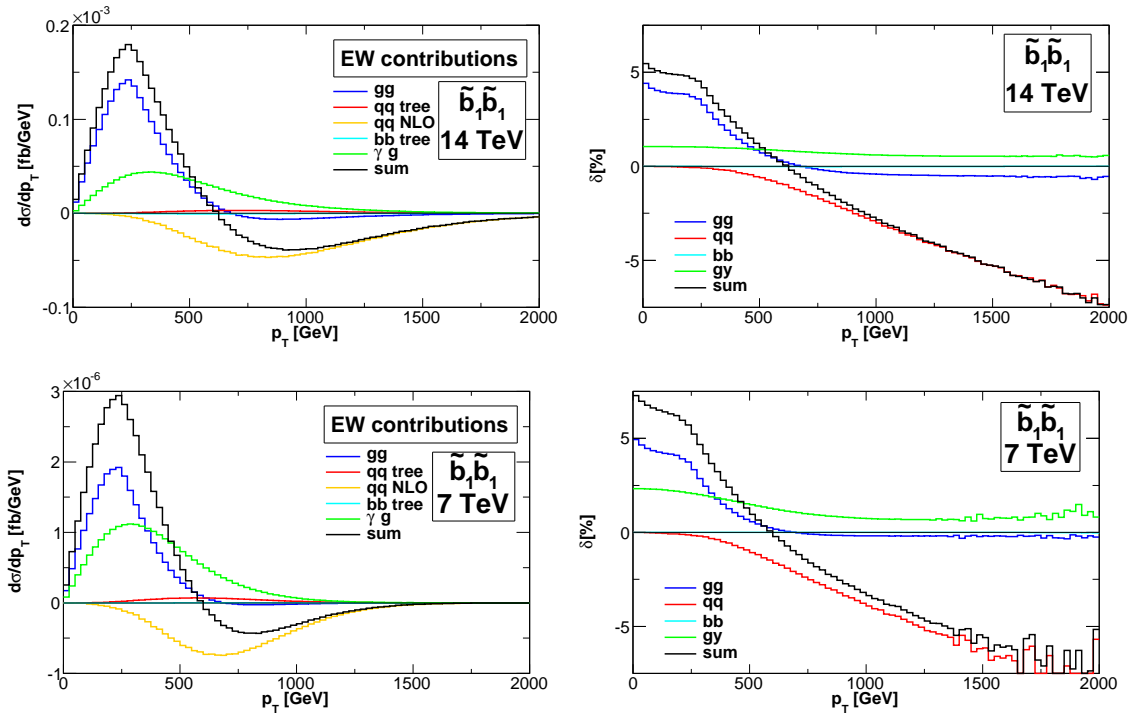 ×10⁻³
0.2
0.1
0
-0.1
dσ/dp_T [fb/GeV]
EW contributions
gg
qq tree
qq NLO
bb tree
γ g
sum
b̃₁b̃₁
14 TeV
0 500 1000 1500 2000
p_T [GeV]
5
0
-5
δ[%]
b̃₁b̃₁
14 TeV
gg
qq
bb
gy
sum
0 500 1000 1500 2000
p_T [GeV]
×10⁻⁶
3
2
1
0
-1
dσ/dp_T [fb/GeV]
EW contributions
gg
qq tree
qq NLO
bb tree
γ g
sum
b̃₁b̃₁
7 TeV
0 500 1000 1500 2000
p_T [GeV]
5
0
-5
δ[%]
b̃₁b̃₁
7 TeV
gg
qq
bb
gy
sum
0 500 1000 1500 2000
p_T [GeV]